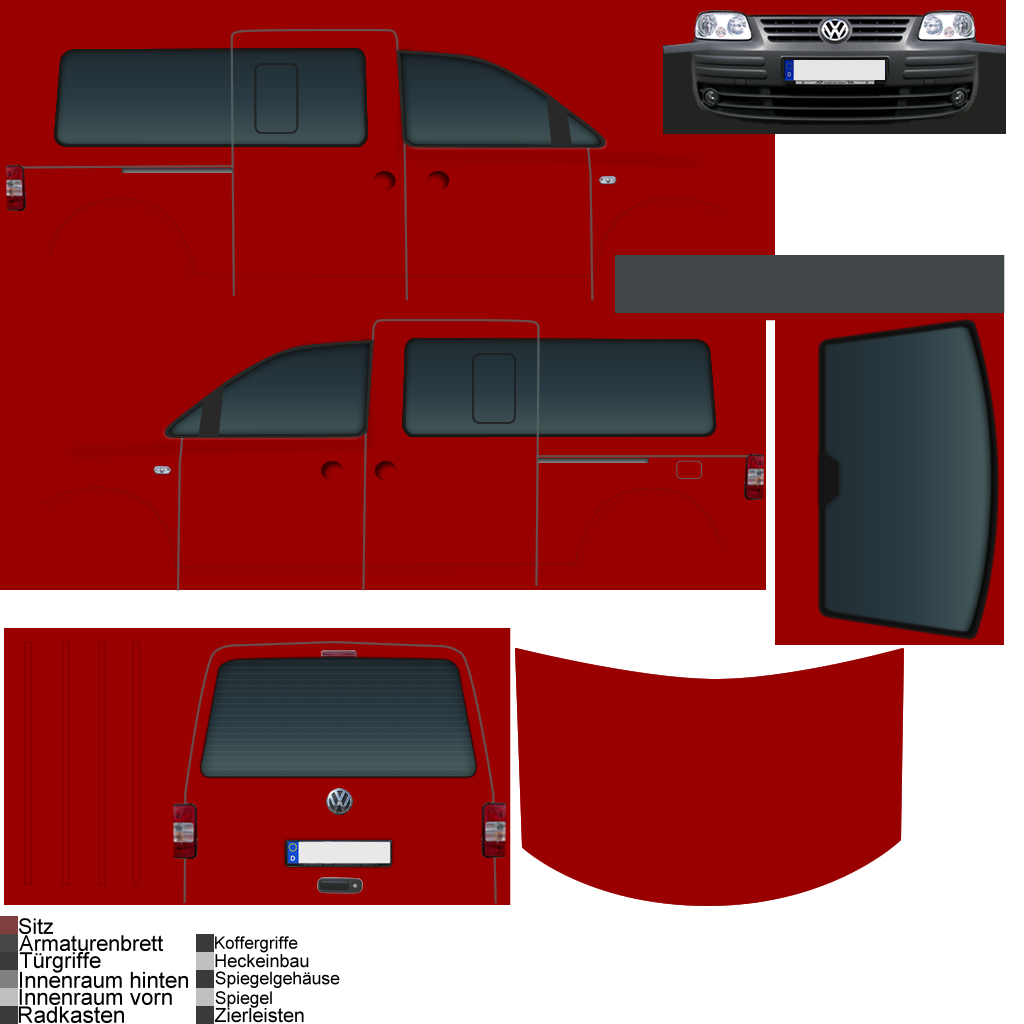 D
D
Sitz
Armaturenbrett
Türgriffe
Innenraum hinten
Innenraum vorn
Radkasten
Koffergriffe
Heckeinbau
Spiegelgehäuse
Spiegel
Zierleisten